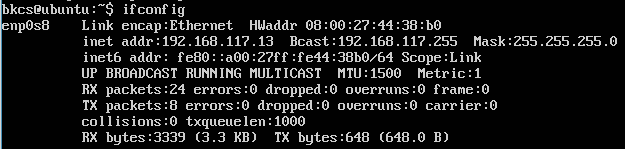 bkcs@ubuntu:~$ ifconfig
enp0s8    Link encap:Ethernet  HWaddr 08:00:27:44:38:b0
          inet addr:192.168.117.13  Bcast:192.168.117.255  Mask:255.255.255.0
          inet6 addr: fe80::a00:27ff:fe44:38b0/64 Scope:Link
          UP BROADCAST RUNNING MULTICAST  MTU:1500  Metric:1
          RX packets:24 errors:0 dropped:0 overruns:0 frame:0
          TX packets:8 errors:0 dropped:0 overruns:0 carrier:0
          collisions:0 txqueuelen:1000
          RX bytes:3339 (3.3 KB)  TX bytes:648 (648.0 B)